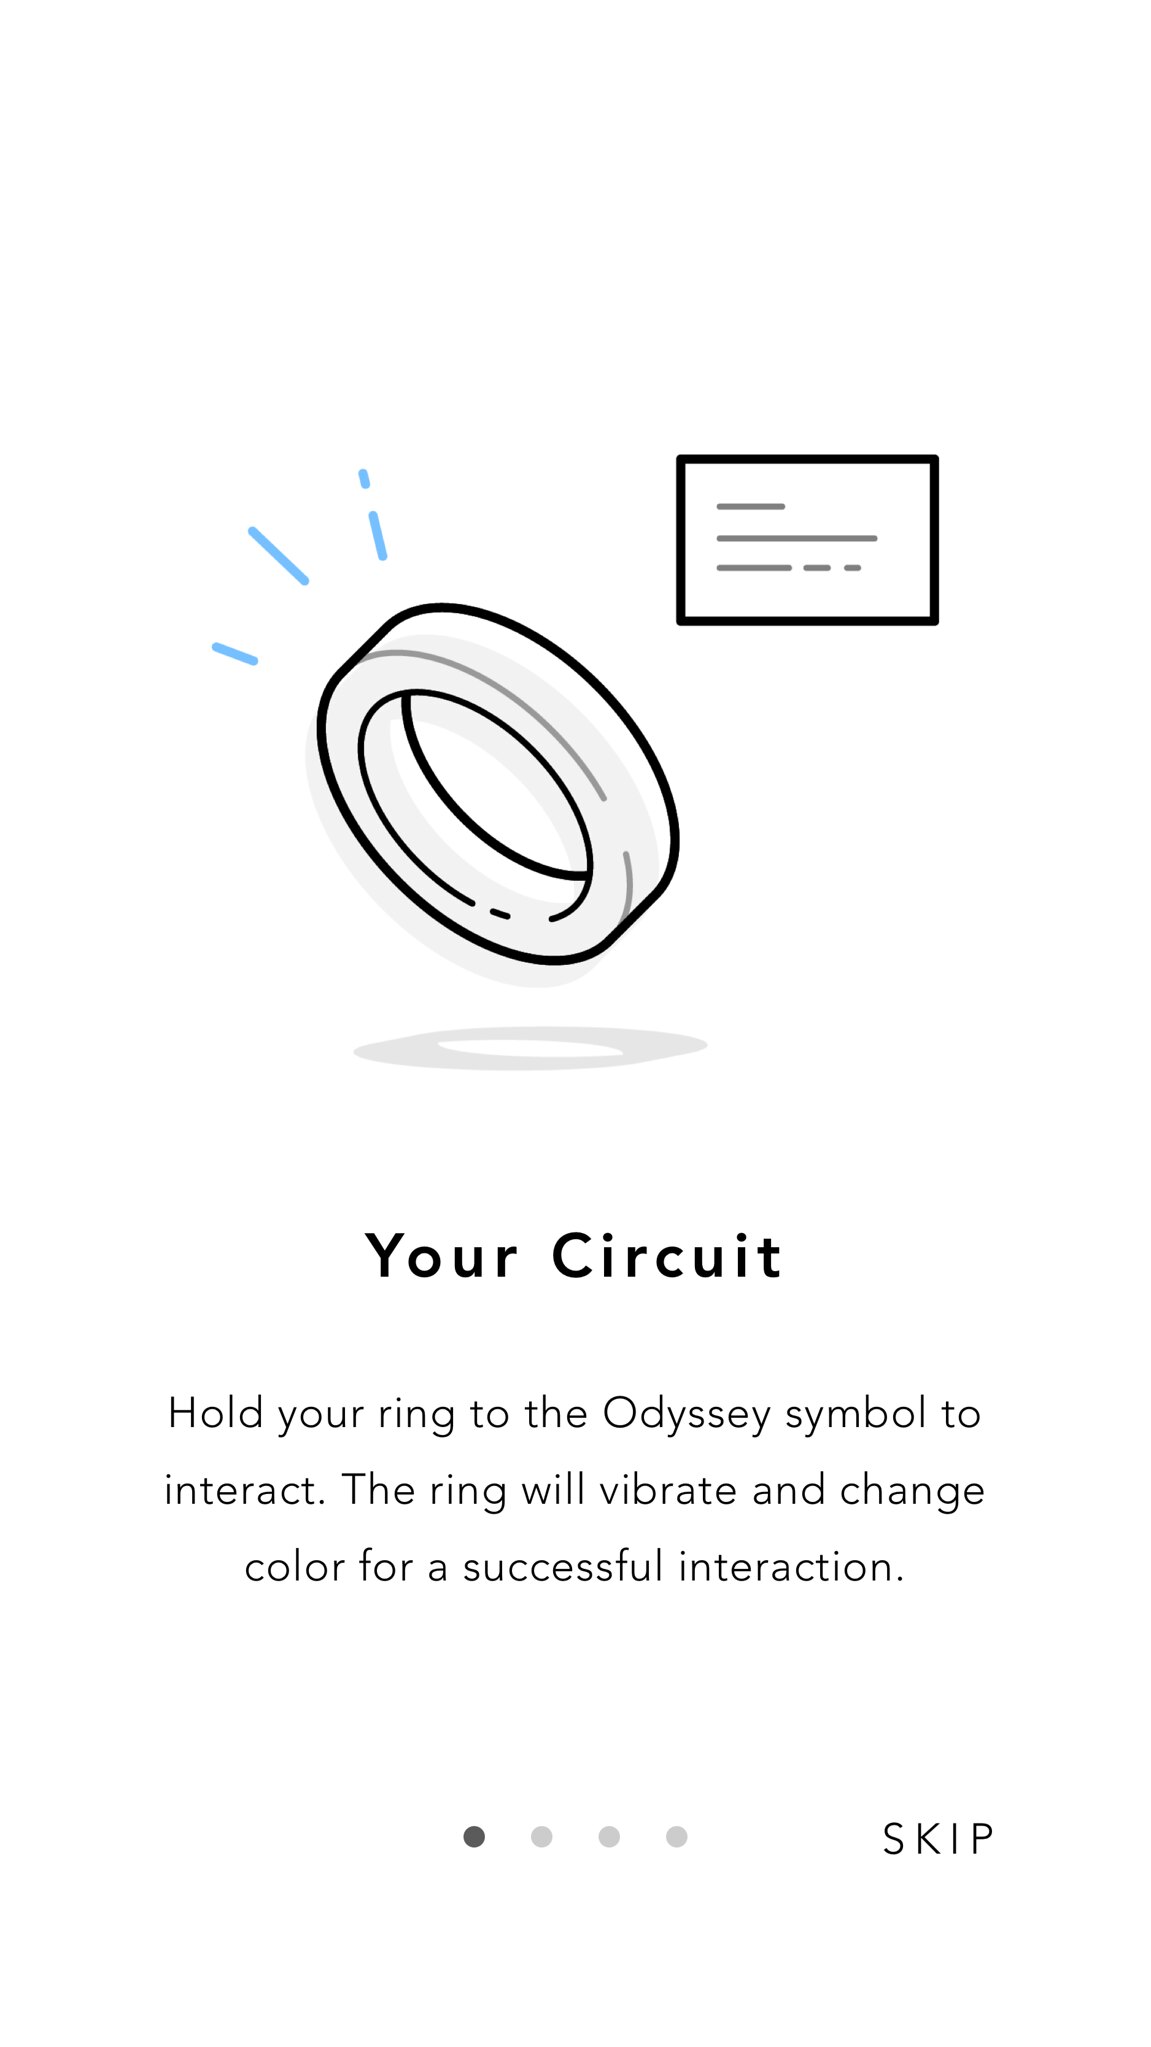 Your Circuit
Hold your ring to the Odyssey symbol to
interact. The ring will vibrate and change
color for a successful interaction.
SKIP